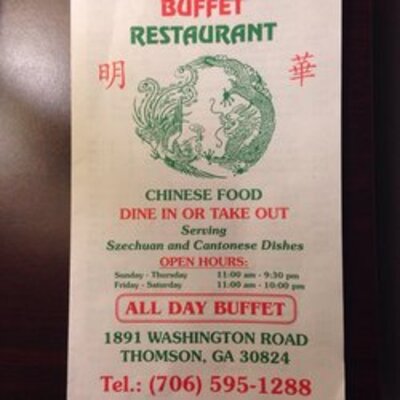 BUFFET
RESTAURANT
明 華
CHINESE FOOD
DINE IN OR TAKE OUT
Serving
Szechuan and Cantonese Dishes
OPEN HOURS:
Sunday - Thursday 11:00 am - 9:30 pm
Friday - Saturday 11:00 am - 10:00 pm
ALL DAY BUFFET
1891 WASHINGTON ROAD
THOMSON, GA 30824
Tel.: (706) 595-1288